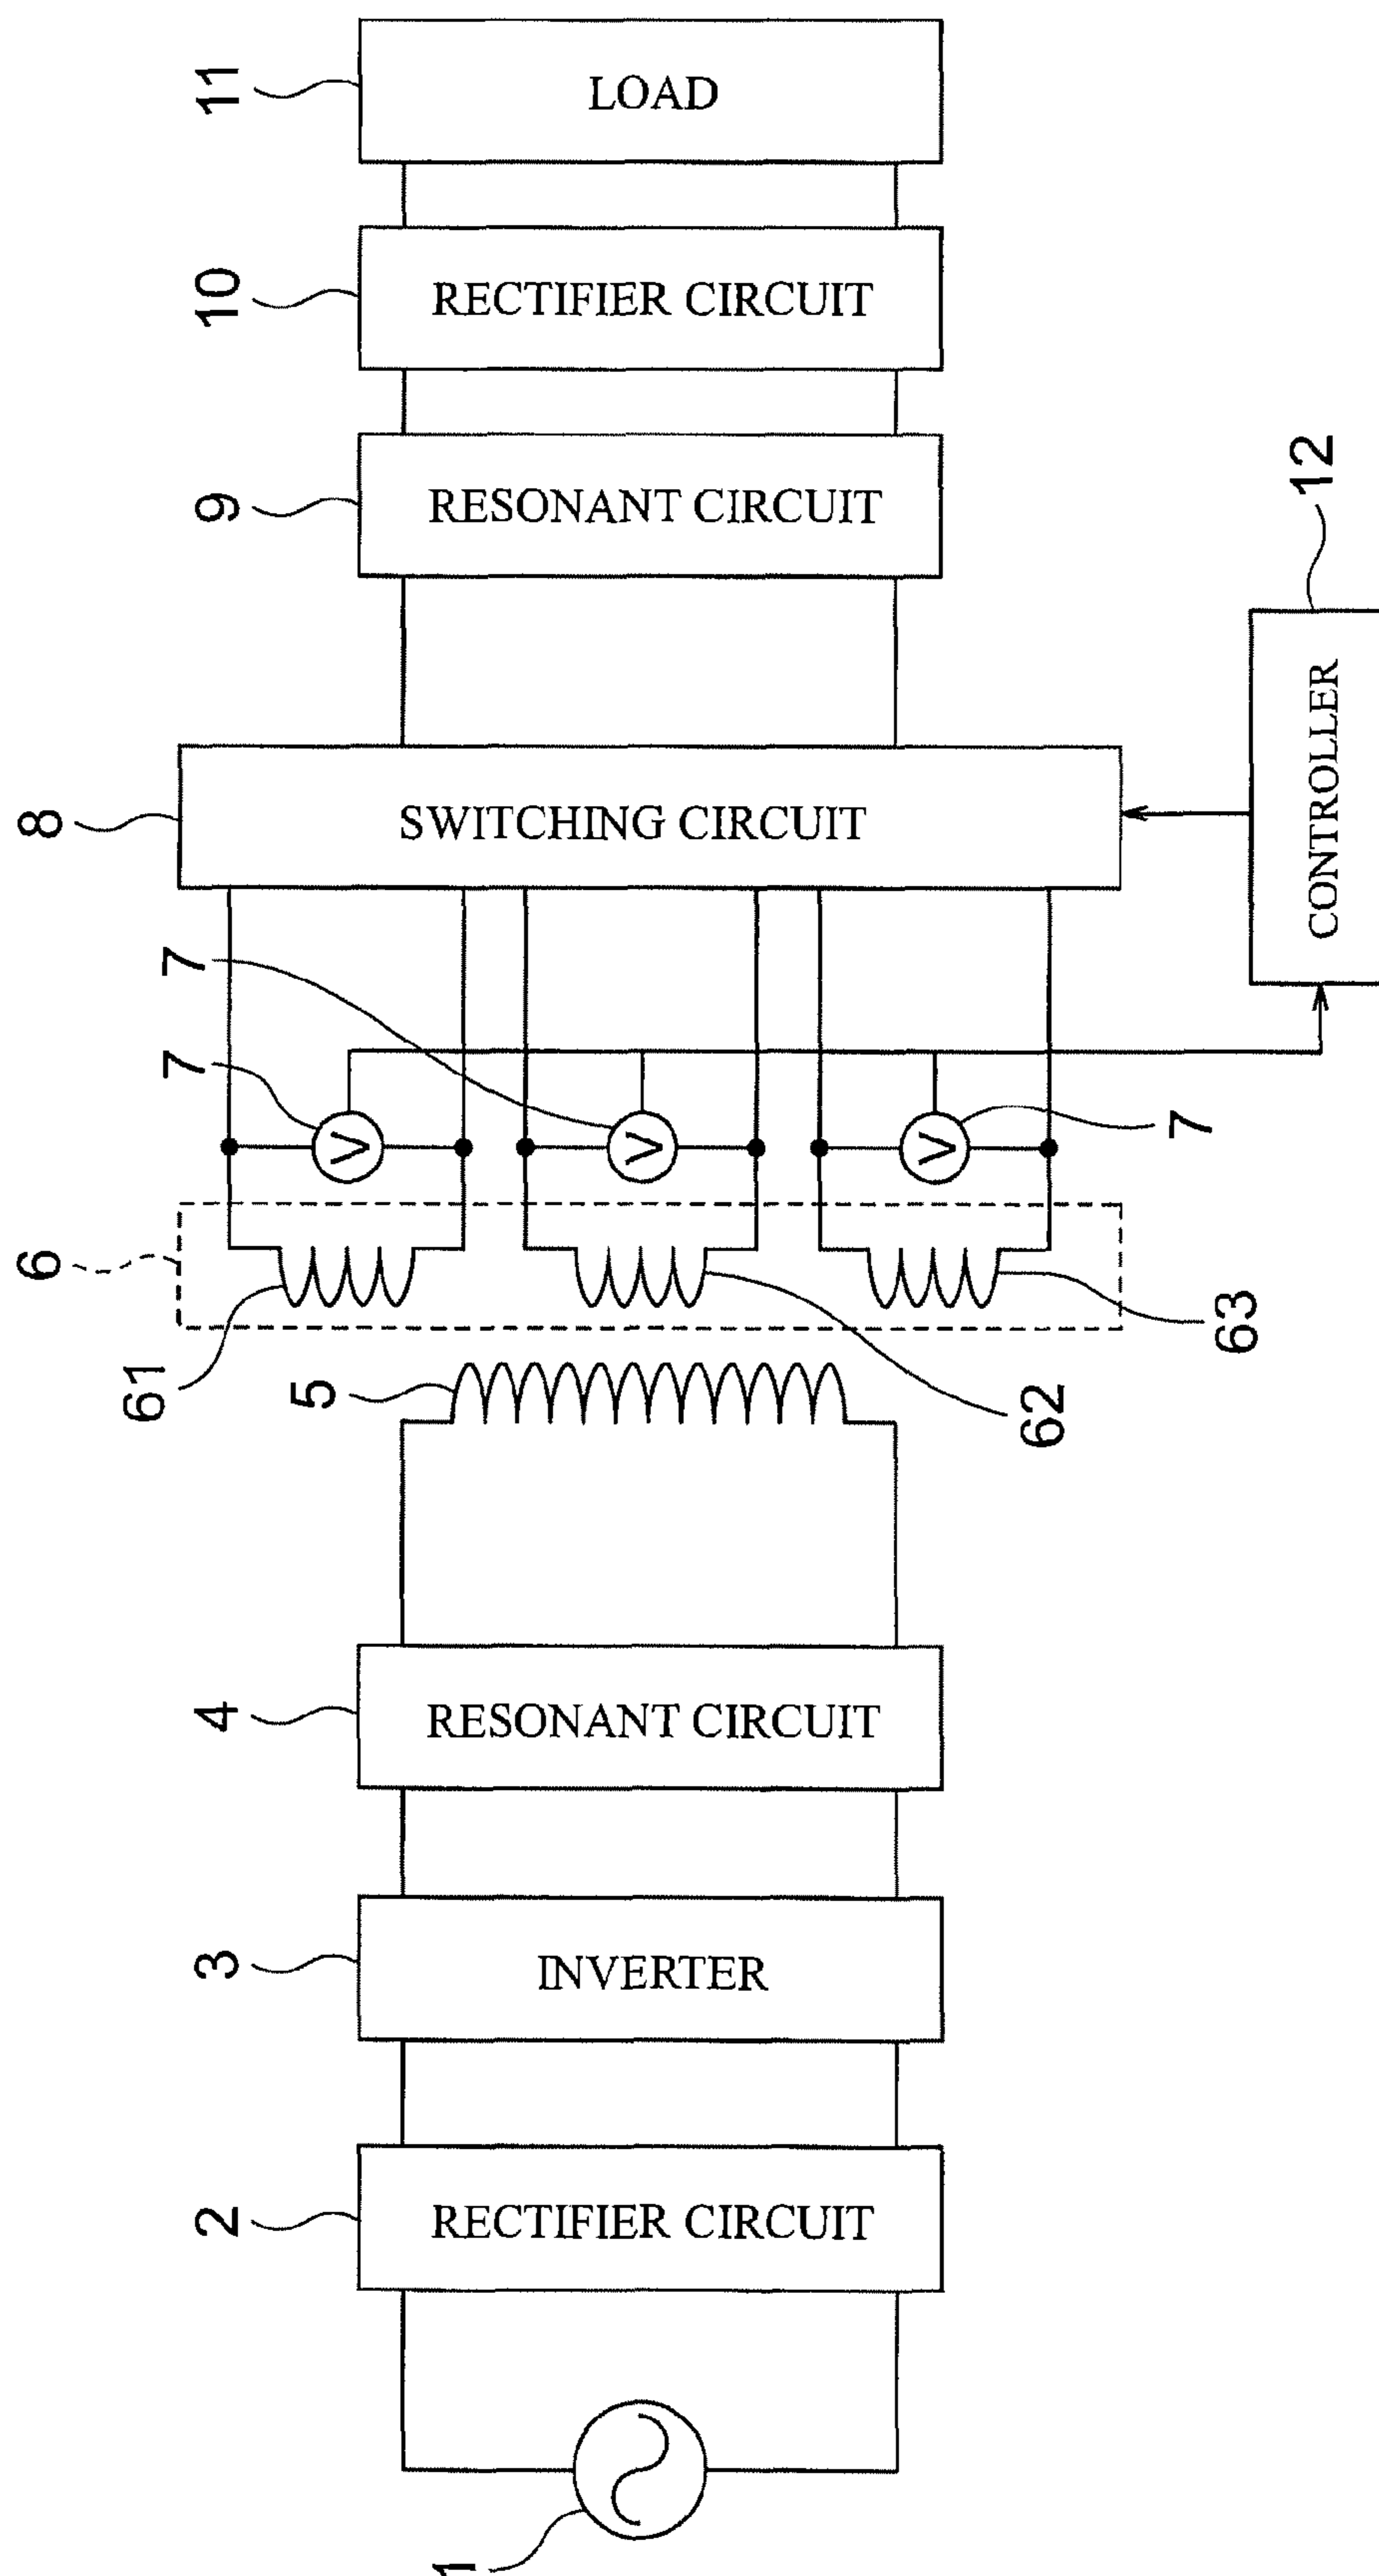 11
LOAD
10
RECTIFIER CIRCUIT
9
RESONANT CIRCUIT
12
CONTROLLER
8
SWITCHING CIRCUIT
7
7
7
V
V
V
6
61
62
63
5
4
RESONANT CIRCUIT
3
INVERTER
2
RECTIFIER CIRCUIT
1